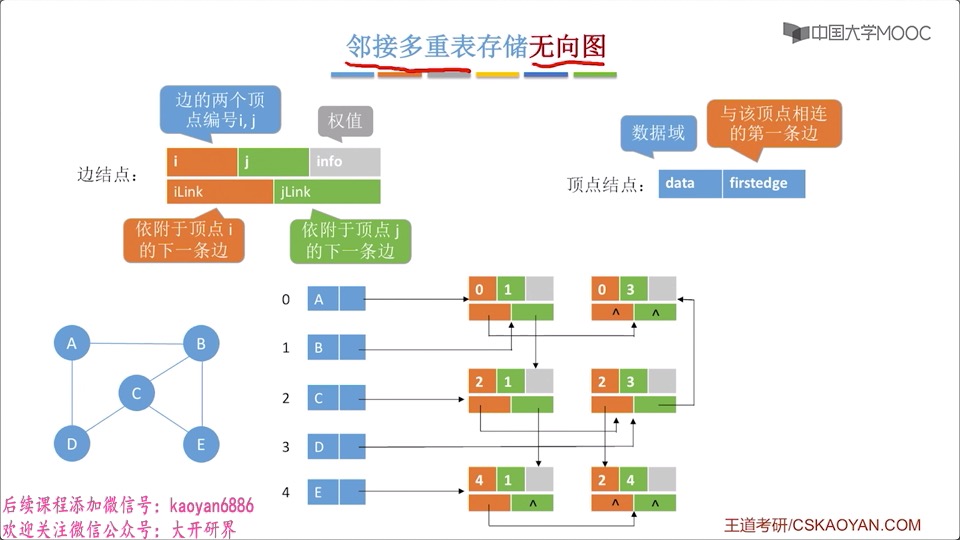 邻接多重表存储无向图
中国大学MOOC
边的两个顶
点编号i, j
权值
边结点：
i j info
iLink jLink
依附于顶点 i
的下一条边
依附于顶点 j
的下一条边
数据域
与该顶点相连
的第一条边
顶点结点：
data firstedge
A
B
C
D
E
0 A
1 B
2 C
3 D
4 E
0 1
0 3
^ ^
2 1
2 3
4 1
^
2 4
^ ^
后续课程添加微信号：kaoyan6886
欢迎关注微信公众号：大开研界
王道考研/CSKAOYAN.COM